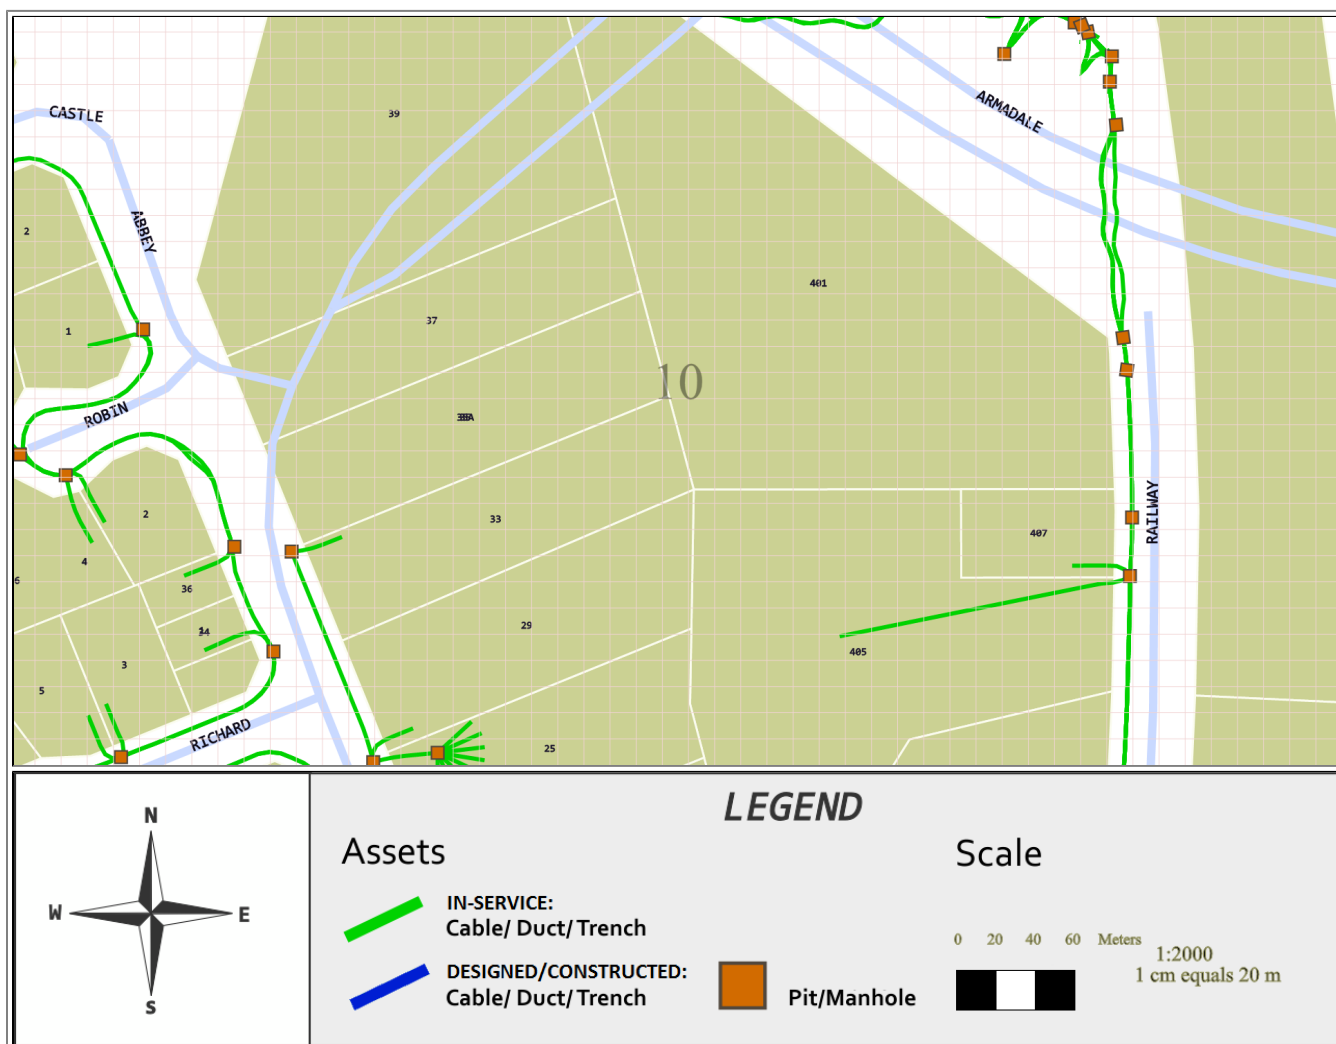 39
CASTLE
ARMADALE
2
ABBEY
401
1
37
10
ROBIN
33
2
407
RAILWAY
4
6
36
29
405
3
5
RICHARD
25
LEGEND
N
W
E
S
Assets
IN-SERVICE:
Cable/ Duct/ Trench
DESIGNED/CONSTRUCTED:
Cable/ Duct/ Trench
Pit/Manhole
Scale
0 20 40 60 Meters
1:2000
1 cm equals 20 m